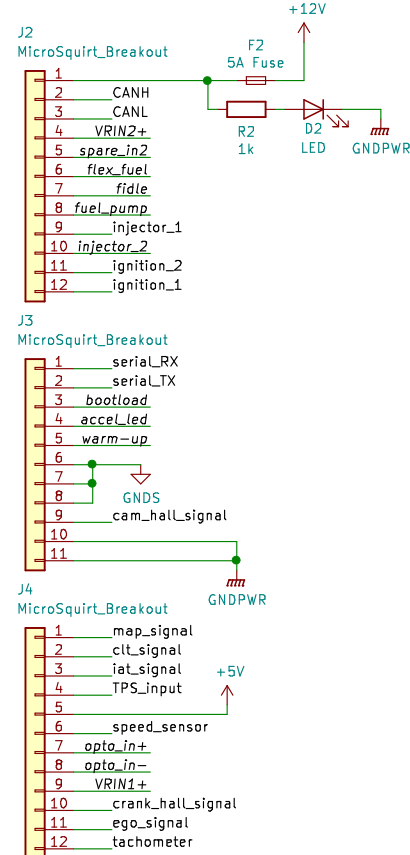 +12V
J2
MicroSquirt_Breakout
F2
5A Fuse
1
2 CANH
3 CANL
4 VRIN2+
5 spare_in2
6 flex_fuel
7 fidle
8 fuel_pump
9 injector_1
10 injector_2
11 ignition_2
12 ignition_1
R2
1k
D2
LED
GNDPWR
J3
MicroSquirt_Breakout
1 serial_RX
2 serial_TX
3 bootload
4 accel_led
5 warm-up
6
7
8
GNDS
9 cam_hall_signal
10
11
GNDPWR
J4
MicroSquirt_Breakout
1 map_signal
2 clt_signal
3 iat_signal
4 TPS_input
5
+5V
6 speed_sensor
7 opto_in+
8 opto_in-
9 VRIN1+
10 crank_hall_signal
11 ego_signal
12 tachometer